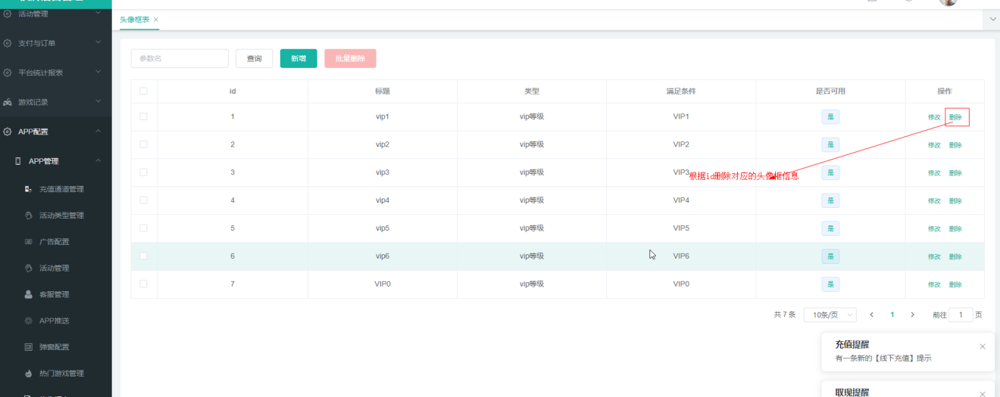 活动管理
支付与订单
平台统计报表
游戏记录
APP配置
APP管理
充值通道管理
活动类型管理
广告配置
活动管理
客服管理
APP推送
弹窗配置
热门游戏管理
头像框表 ×
参数名 查询 新增 批量删除
id 标题 类型 满足条件 是否可用 操作
1 vip1 vip等级 VIP1 是 修改 删除
2 vip2 vip等级 VIP2 是 修改 删除
3 vip3 vip等级 VIP3 是 修改 删除
根据id删除对应的头像框信息
4 vip4 vip等级 VIP4 是 修改 删除
5 vip5 vip等级 VIP5 是 修改 删除
6 vip6 vip等级 VIP6 是 修改 删除
7 VIP0 vip等级 VIP0 是 修改 删除
共 7 条 10条/页 1 前往 1 页
充值提醒 ×
有一条新的【线下充值】提示
取现提醒 ×